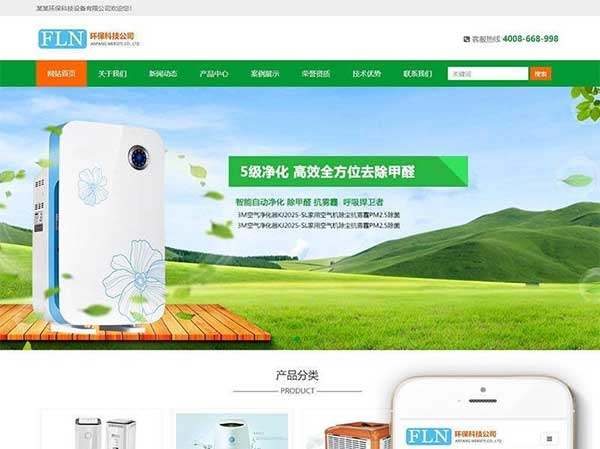 某某环保科技设备有限公司欢迎您！
FLN 环保科技公司
ANFANG WEBSITE CO., LTD
客服热线: 4008-668-998
网站首页 关于我们 新闻动态 产品中心 案例展示 荣誉资质 技术优势 联系我们 关键词 搜索
5级净化 高效全方位去除甲醛
智能自动净化 除甲醛 抗雾霾 呼吸捍卫者
3M空气净化器KJ202S-SL家用空气机除尘抗雾霾PM2.5除菌
3M空气净化器KJ202S-SL家用空气机除尘抗雾霾PM2.5除菌
产品分类
PRODUCT
FLN 环保科技公司
ANFANG WEBSITE CO., LTD